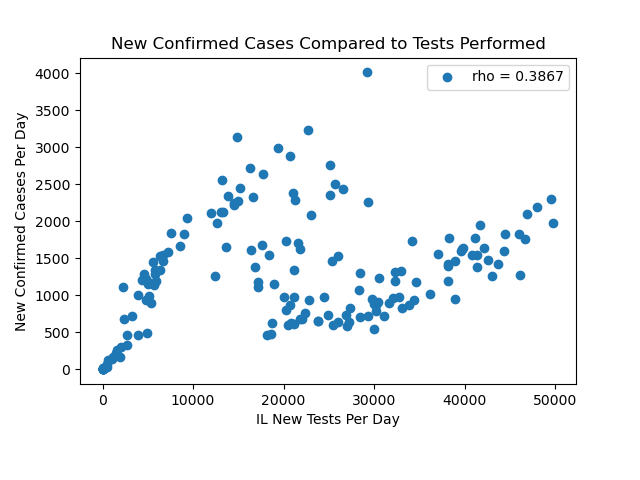 New Confirmed Cases Compared to Tests Performed
rho = 0.3867
New Confirmed Caeses Per Day
4000
3500
3000
2500
2000
1500
1000
500
0
0 10000 20000 30000 40000 50000
IL New Tests Per Day